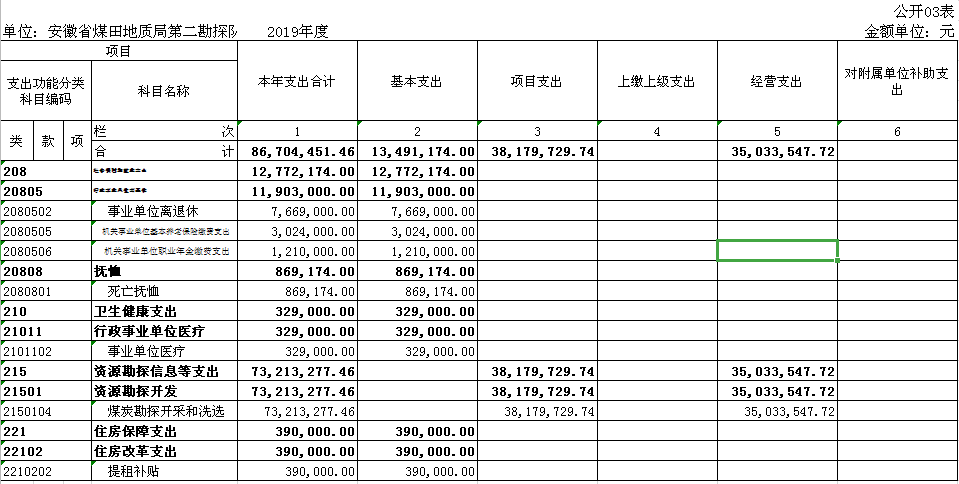 公开03表
单位：安徽省煤田地质局第二勘探队 2019年度 金额单位：元
项目 本年支出合计 基本支出 项目支出 上缴上级支出 经营支出 对附属单位补助支出
支出功能分类科目编码 科目名称
类 款 项 栏次 1 2 3 4 5 6
合计 86,704,451.46 13,491,174.00 38,179,729.74 35,033,547.72
208 12,772,174.00 12,772,174.00
20805 11,903,000.00 11,903,000.00
2080502 事业单位离退休 7,669,000.00 7,669,000.00
2080505 机关事业单位基本养老保险缴费支出 3,024,000.00 3,024,000.00
2080506 机关事业单位职业年金缴费支出 1,210,000.00 1,210,000.00
20808 抚恤 869,174.00 869,174.00
2080801 死亡抚恤 869,174.00 869,174.00
210 卫生健康支出 329,000.00 329,000.00
21011 行政事业单位医疗 329,000.00 329,000.00
2101102 事业单位医疗 329,000.00 329,000.00
215 资源勘探信息等支出 73,213,277.46 38,179,729.74 35,033,547.72
21501 资源勘探开发 73,213,277.46 38,179,729.74 35,033,547.72
2150104 煤炭勘探开采和洗选 73,213,277.46 38,179,729.74 35,033,547.72
221 住房保障支出 390,000.00 390,000.00
22102 住房改革支出 390,000.00 390,000.00
2210202 提租补贴 390,000.00 390,000.00